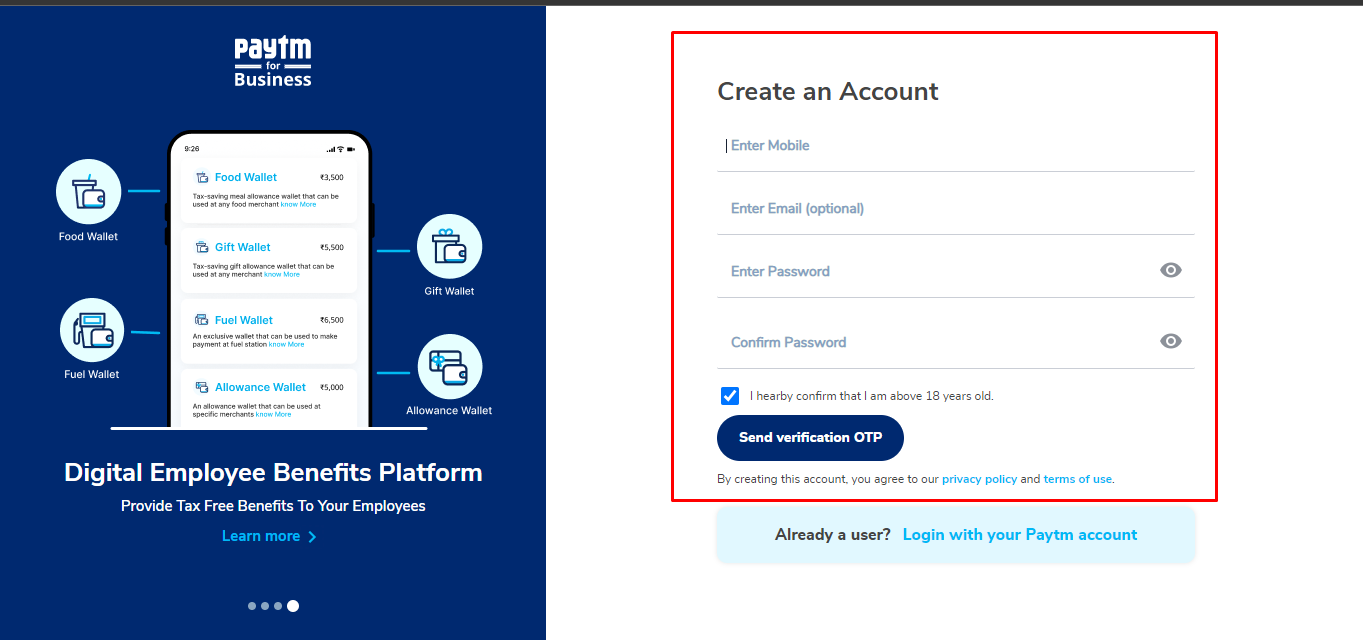 paytm
for
Business
9:26
Food Wallet ₹3,500
Tax-saving meal allowance wallet that can be
used at any food merchant know More
Gift Wallet ₹5,500
Tax-saving gift allowance wallet that can be
used at any merchant know More
Fuel Wallet ₹6,500
An exclusive wallet that can be used to make
payment at fuel station know More
Allowance Wallet ₹5,000
An allowance wallet that can be used at
specific merchants know More
Food Wallet
Gift Wallet
Fuel Wallet
Allowance Wallet
Digital Employee Benefits Platform
Provide Tax Free Benefits To Your Employees
Learn more
Create an Account
Enter Mobile
Enter Email (optional)
Enter Password
Confirm Password
I hearby confirm that I am above 18 years old.
Send verification OTP
By creating this account, you agree to our privacy policy and terms of use.
Already a user? Login with your Paytm account